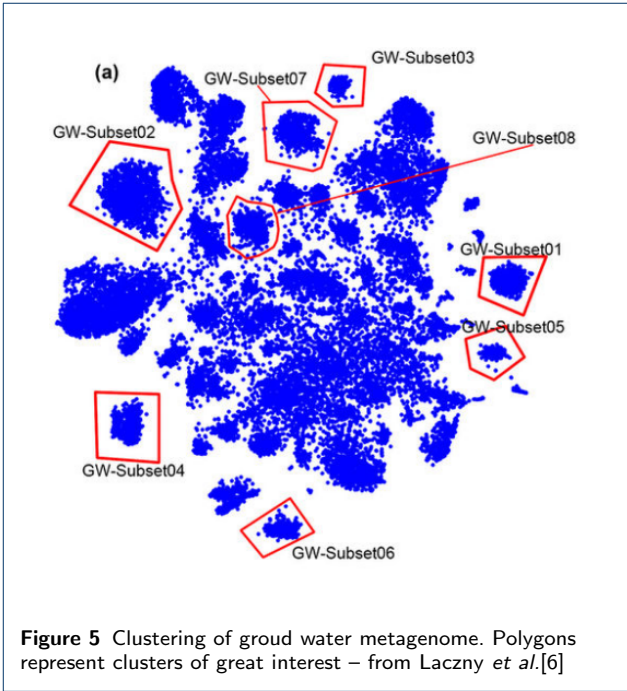 (a)
GW-Subset03
GW-Subset07
GW-Subset02
GW-Subset08
GW-Subset01
GW-Subset05
GW-Subset04
GW-Subset06
Figure 5 Clustering of groud water metagenome. Polygons
represent clusters of great interest – from Laczny et al.[6]